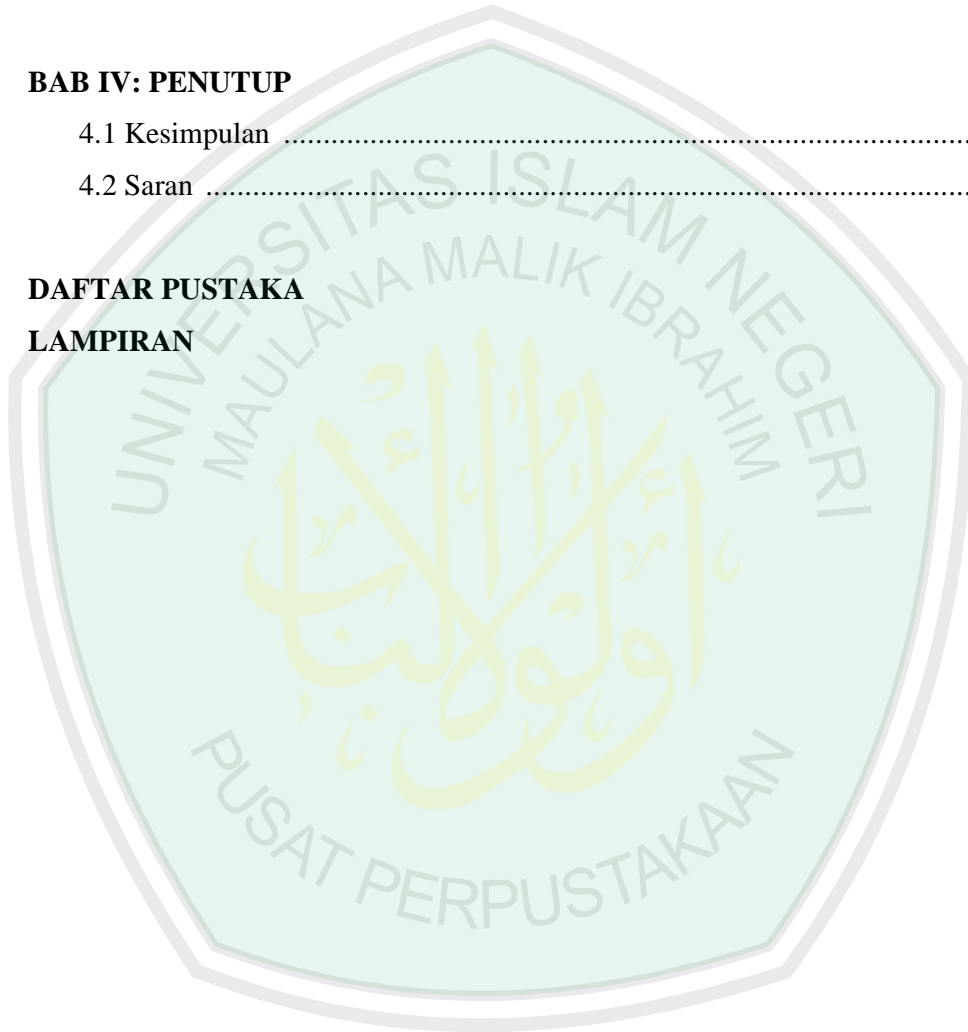 BAB IV: PENUTUP
4.1 Kesimpulan ........................................................................................
4.2 Saran ..................................................................................................
DAFTAR PUSTAKA
LAMPIRAN
UNIVERSITAS ISLAM NEGERI
MAULANA MALIK IBRAHIM
PUSAT PERPUSTAKAAN